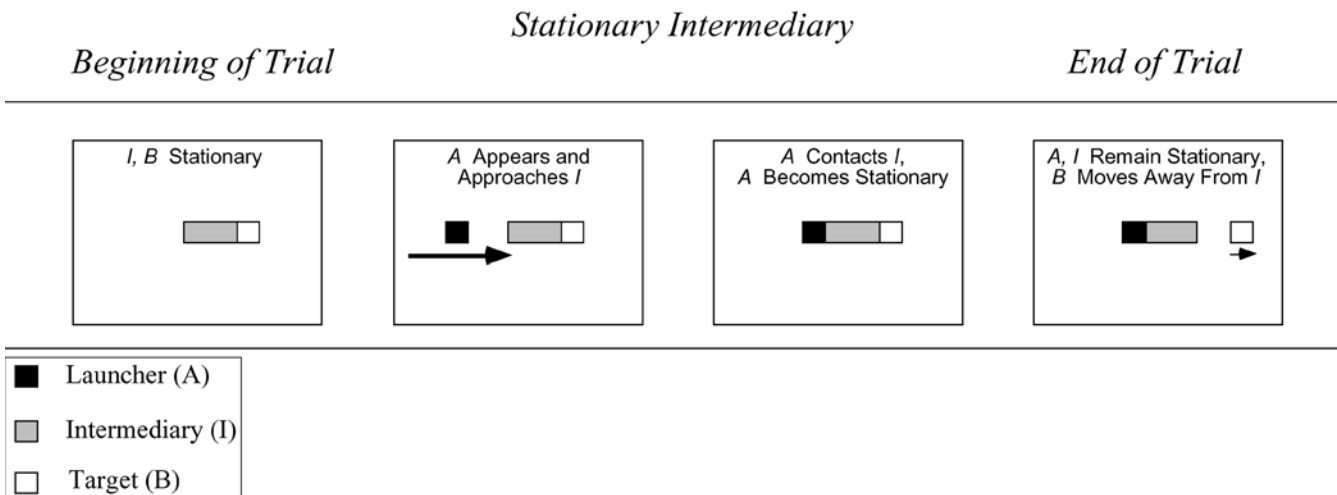 Stationary Intermediary
Beginning of Trial
End of Trial
I, B Stationary
A Appears and
Approaches I
A Contacts I,
A Becomes Stationary
A, I Remain Stationary,
B Moves Away From I
Launcher (A)
Intermediary (I)
Target (B)